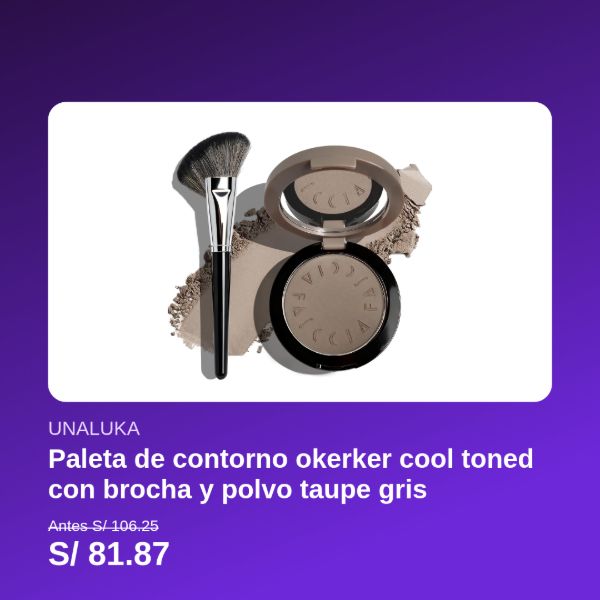 UNALUKA
Paleta de contorno okerker cool toned
con brocha y polvo taupe gris
Antes S/ 106.25
S/ 81.87